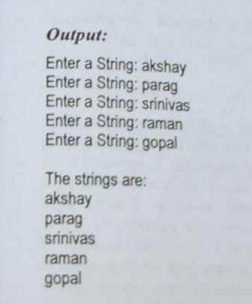 Output:
Enter a String: akshay
Enter a String: parag
Enter a String: srinivas
Enter a String: raman
Enter a String: gopal
The strings are:
akshay
parag
srinivas
raman
gopal